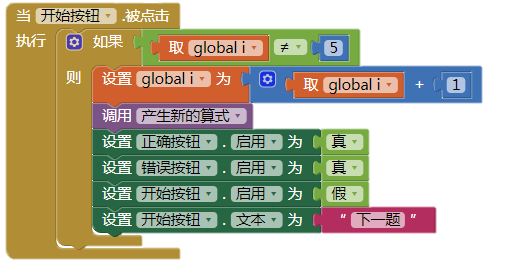 当 开始按钮 .被点击
执行 如果 取 global i ≠ 5
则 设置 global i 为 取 global i + 1
调用 产生新的算式
设置 正确按钮 . 启用 为 真
设置 错误按钮 . 启用 为 真
设置 开始按钮 . 启用 为 假
设置 开始按钮 . 文本 为 “ 下一题 ”